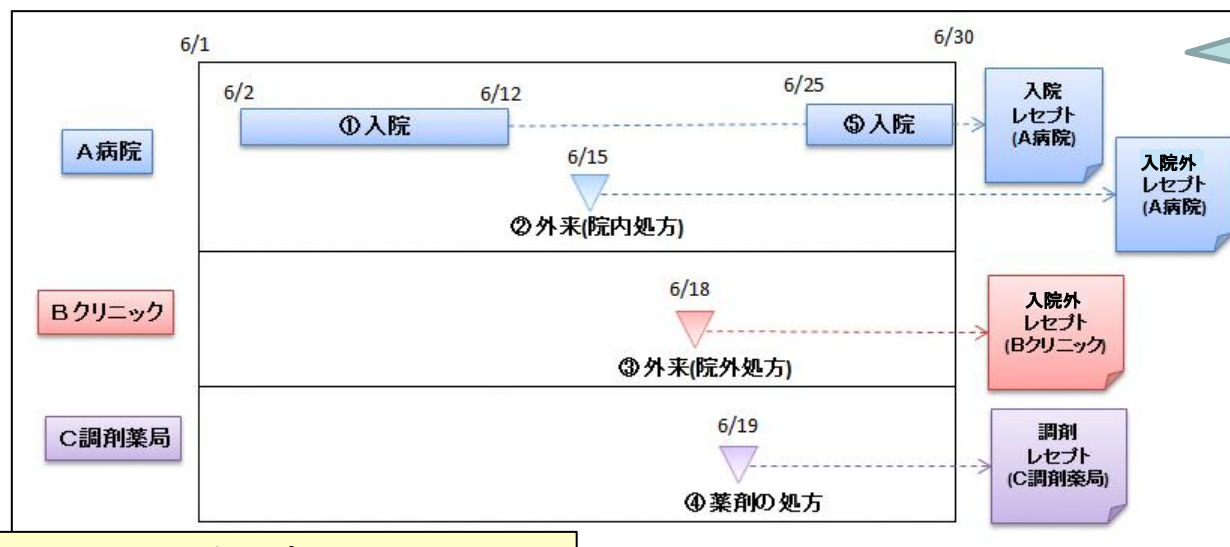 6/1
6/30
6/2
6/12
6/25
①入院
⑤入院
A病院
6/15
②外来(院内処方)
入院
レセプト
(A病院)
入院外
レセプト
(A病院)
Bクリニック
6/18
③外来(院外処方)
入院外
レセプト
(Bクリニック)
C調剤薬局
6/19
④薬剤の処方
調剤
レセプト
(C調剤薬局)